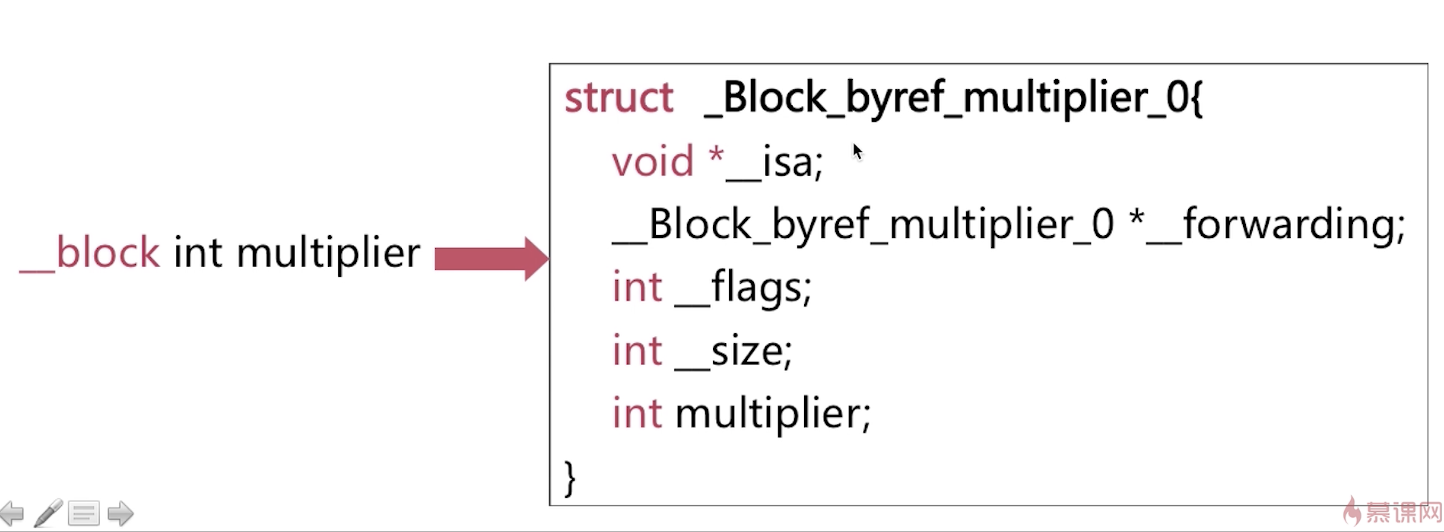 __block int multiplier
struct _Block_byref_multiplier_0{
void *__isa;
__Block_byref_multiplier_0 *__forwarding;
int __flags;
int __size;
int multiplier;
}
慕课网